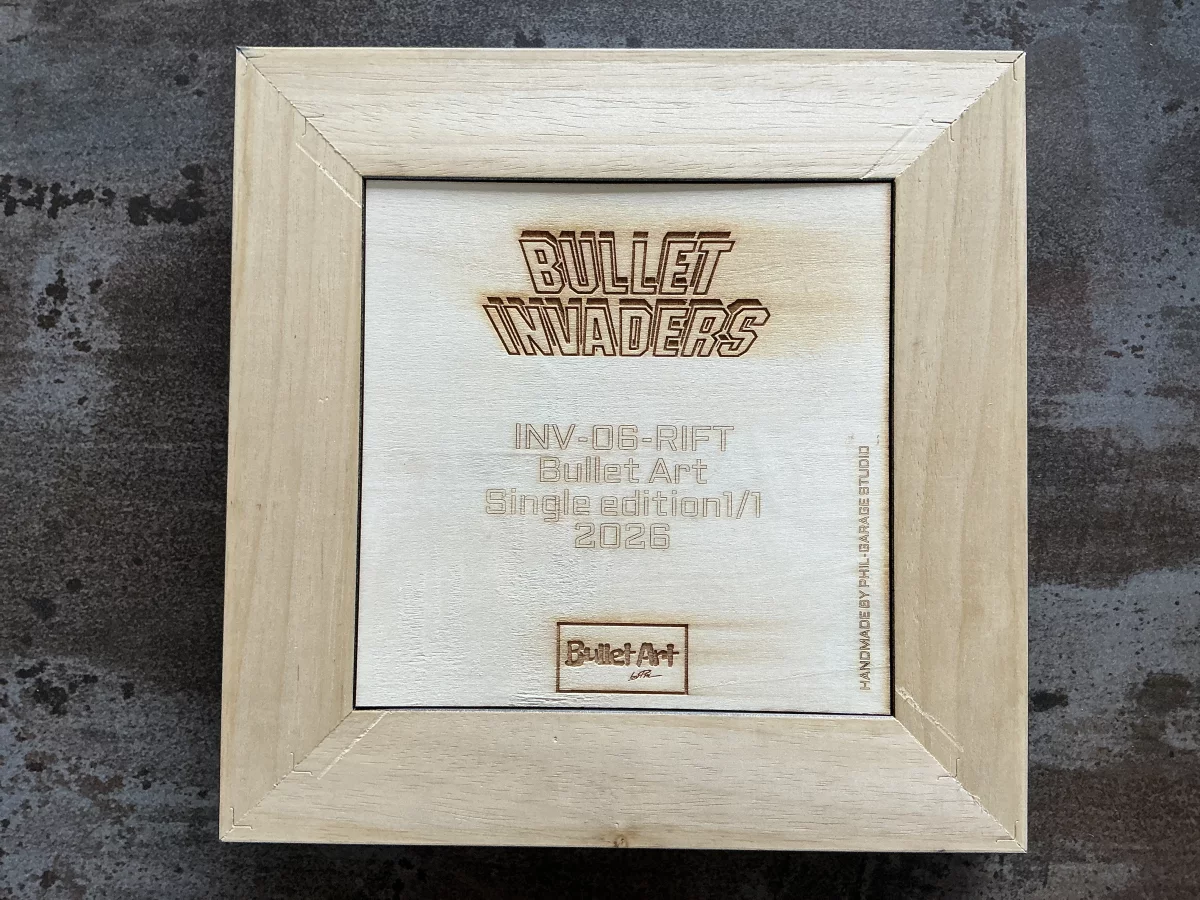 BULLET
INVADERS
INV-06-RIFT
Bullet Art
Single edition1/1
2026
Bullet Art
HANDMADE BY PHIL-GARAGE STUDIO